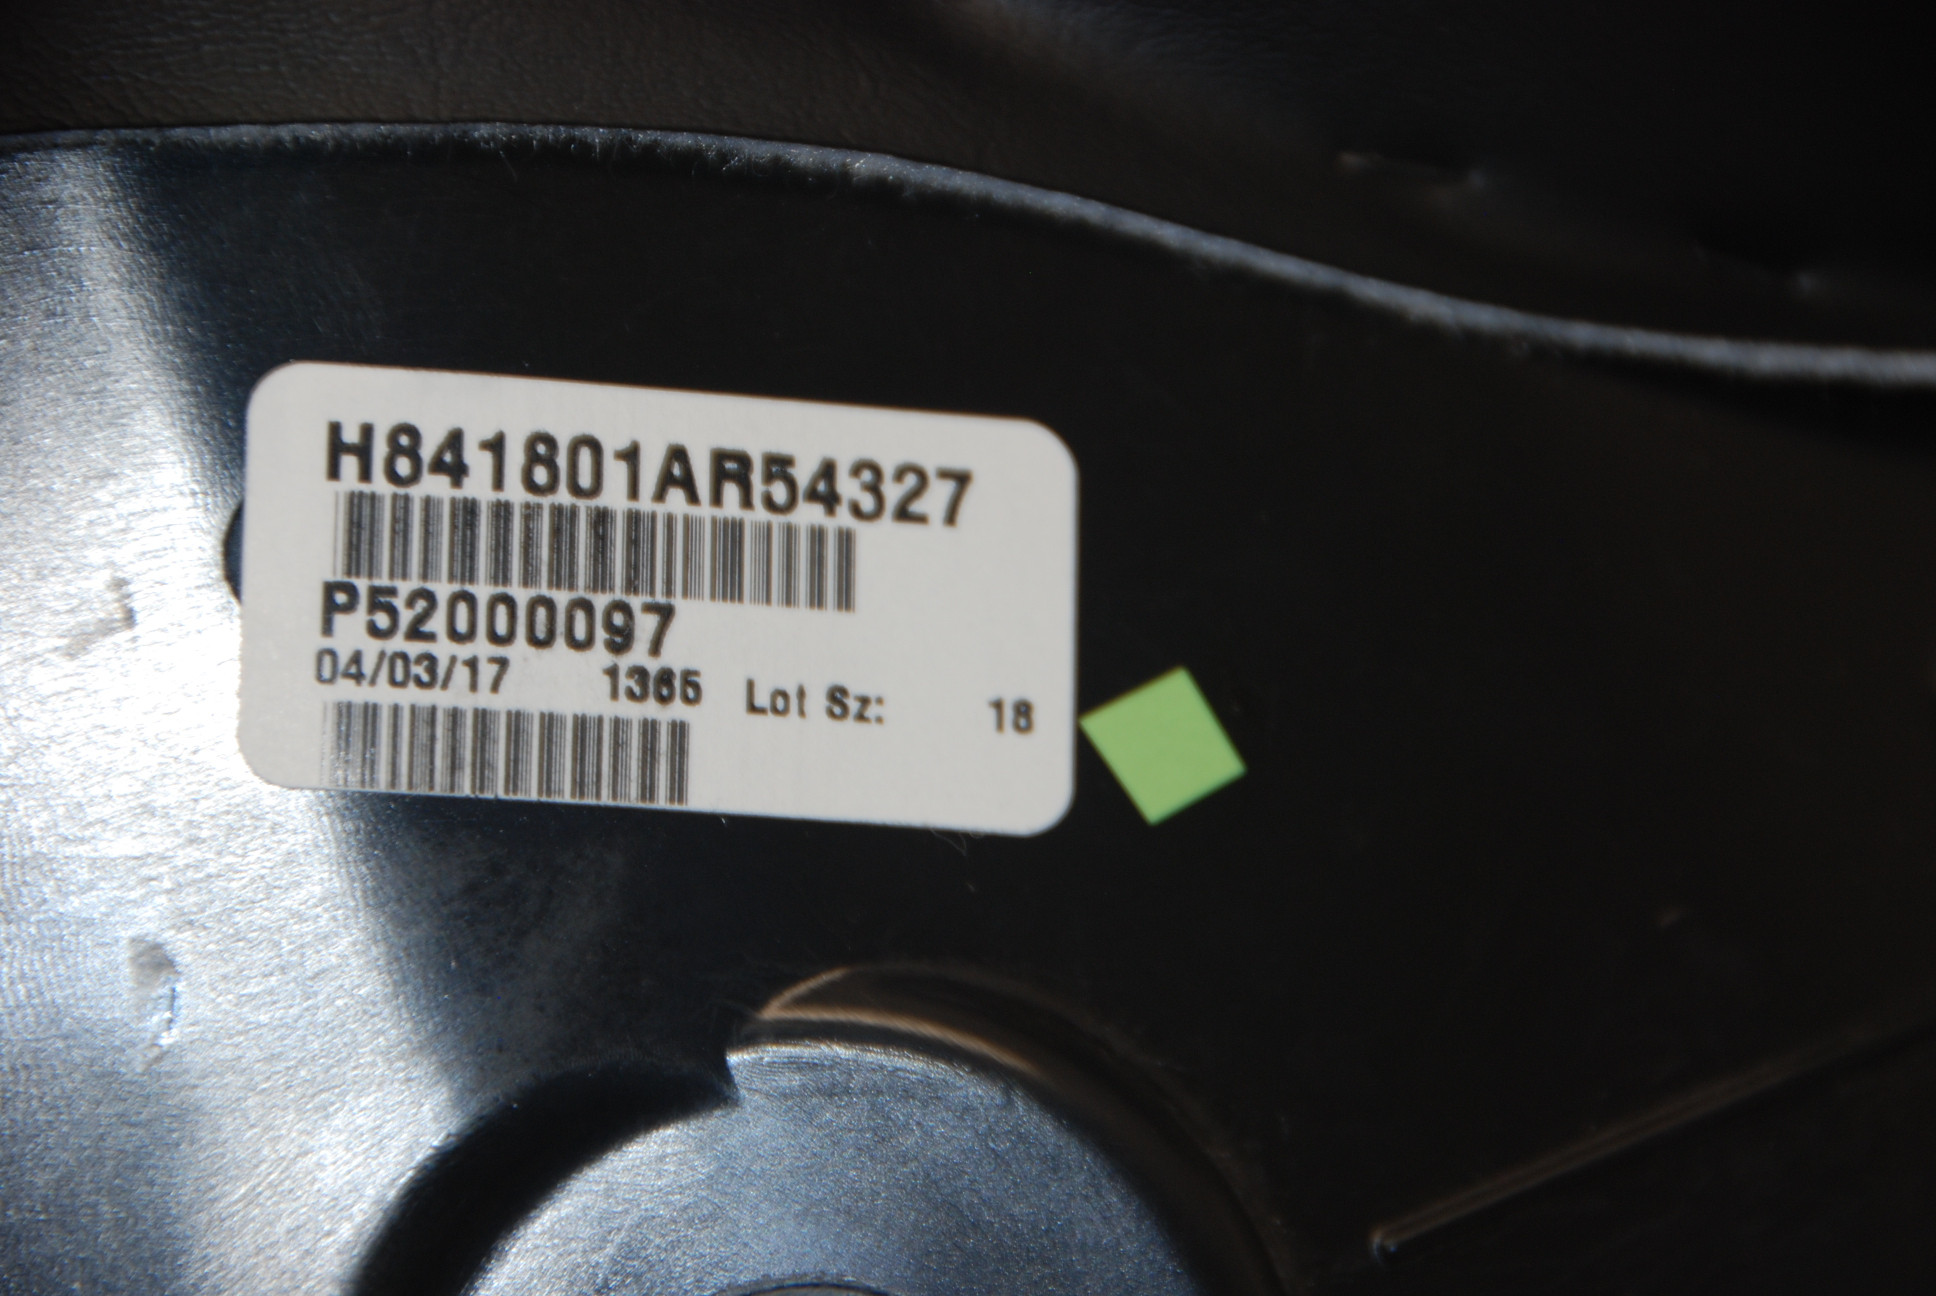 H841801AR54327
P52000097
04/03/17 1365 Lot Sz: 18